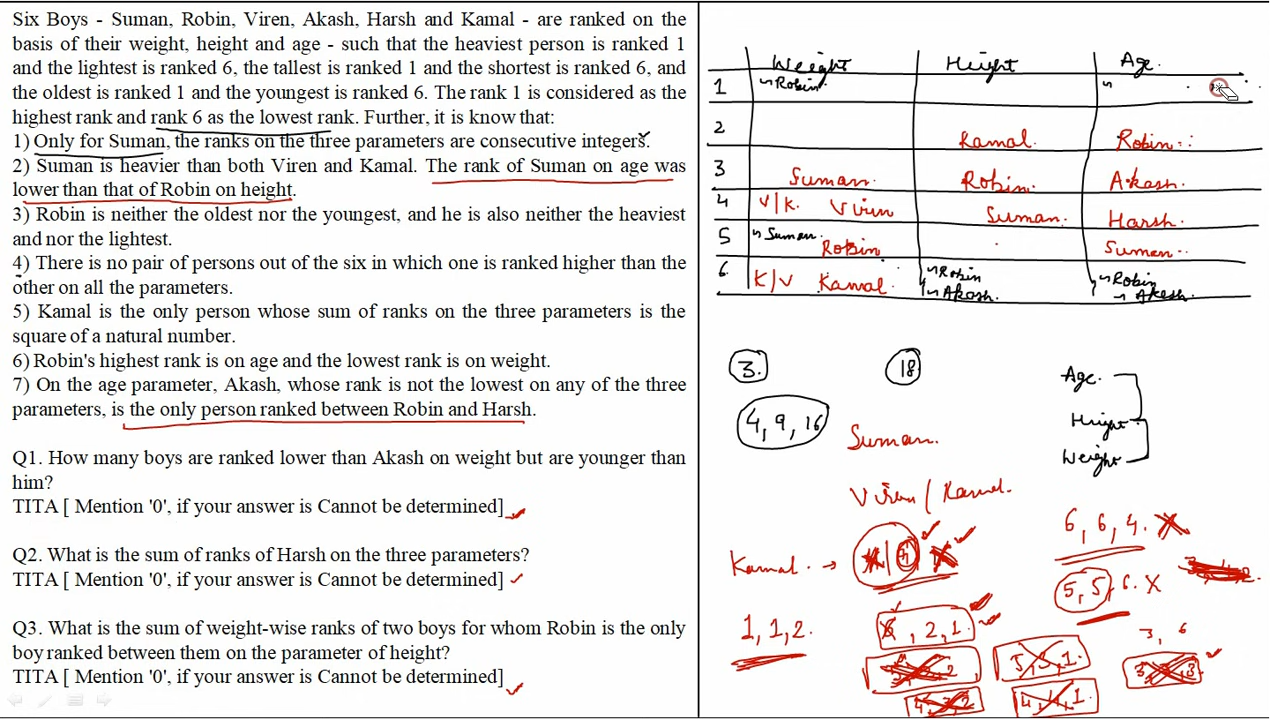 Six Boys - Suman, Robin, Viren, Akash, Harsh and Kamal - are ranked on the
basis of their weight, height and age - such that the heaviest person is ranked 1
and the lightest is ranked 6, the tallest is ranked 1 and the shortest is ranked 6, and
the oldest is ranked 1 and the youngest is ranked 6. The rank 1 is considered as the
highest rank and rank 6 as the lowest rank. Further, it is know that:
1) Only for Suman, the ranks on the three parameters are consecutive integers.
2) Suman is heavier than both Viren and Kamal. The rank of Suman on age was
lower than that of Robin on height.
3) Robin is neither the oldest nor the youngest, and he is also neither the heaviest
and nor the lightest.
4) There is no pair of persons out of the six in which one is ranked higher than the
other on all the parameters.
5) Kamal is the only person whose sum of ranks on the three parameters is the
square of a natural number.
6) Robin's highest rank is on age and the lowest rank is on weight.
7) On the age parameter, Akash, whose rank is not the lowest on any of the three
parameters, is the only person ranked between Robin and Harsh.
Q1. How many boys are ranked lower than Akash on weight but are younger than
him?
TITA [ Mention '0', if your answer is Cannot be determined]
Q2. What is the sum of ranks of Harsh on the three parameters?
TITA [ Mention '0', if your answer is Cannot be determined]
Q3. What is the sum of weight-wise ranks of two boys for whom Robin is the only
boy ranked between them on the parameter of height?
TITA [ Mention '0', if your answer is Cannot be determined]
Weight Height Age.
1 ~Robin
2 Kamal. Robin
3 Suman. Robin Akash.
4 V/K. Viren Suman. Harsh.
5 ~Suman. Robin Suman
6 K/V Kamal. ~Robin ~Akash. ~Robin ~Akash.
3. 18 Age.
4, 9, 16 Height
Suman. Weight
Viren / Kamal.
6, 6, 4.
Kamal. →
5, 5, 6. X
1, 1, 2. 6, 2, 1. 3, 6